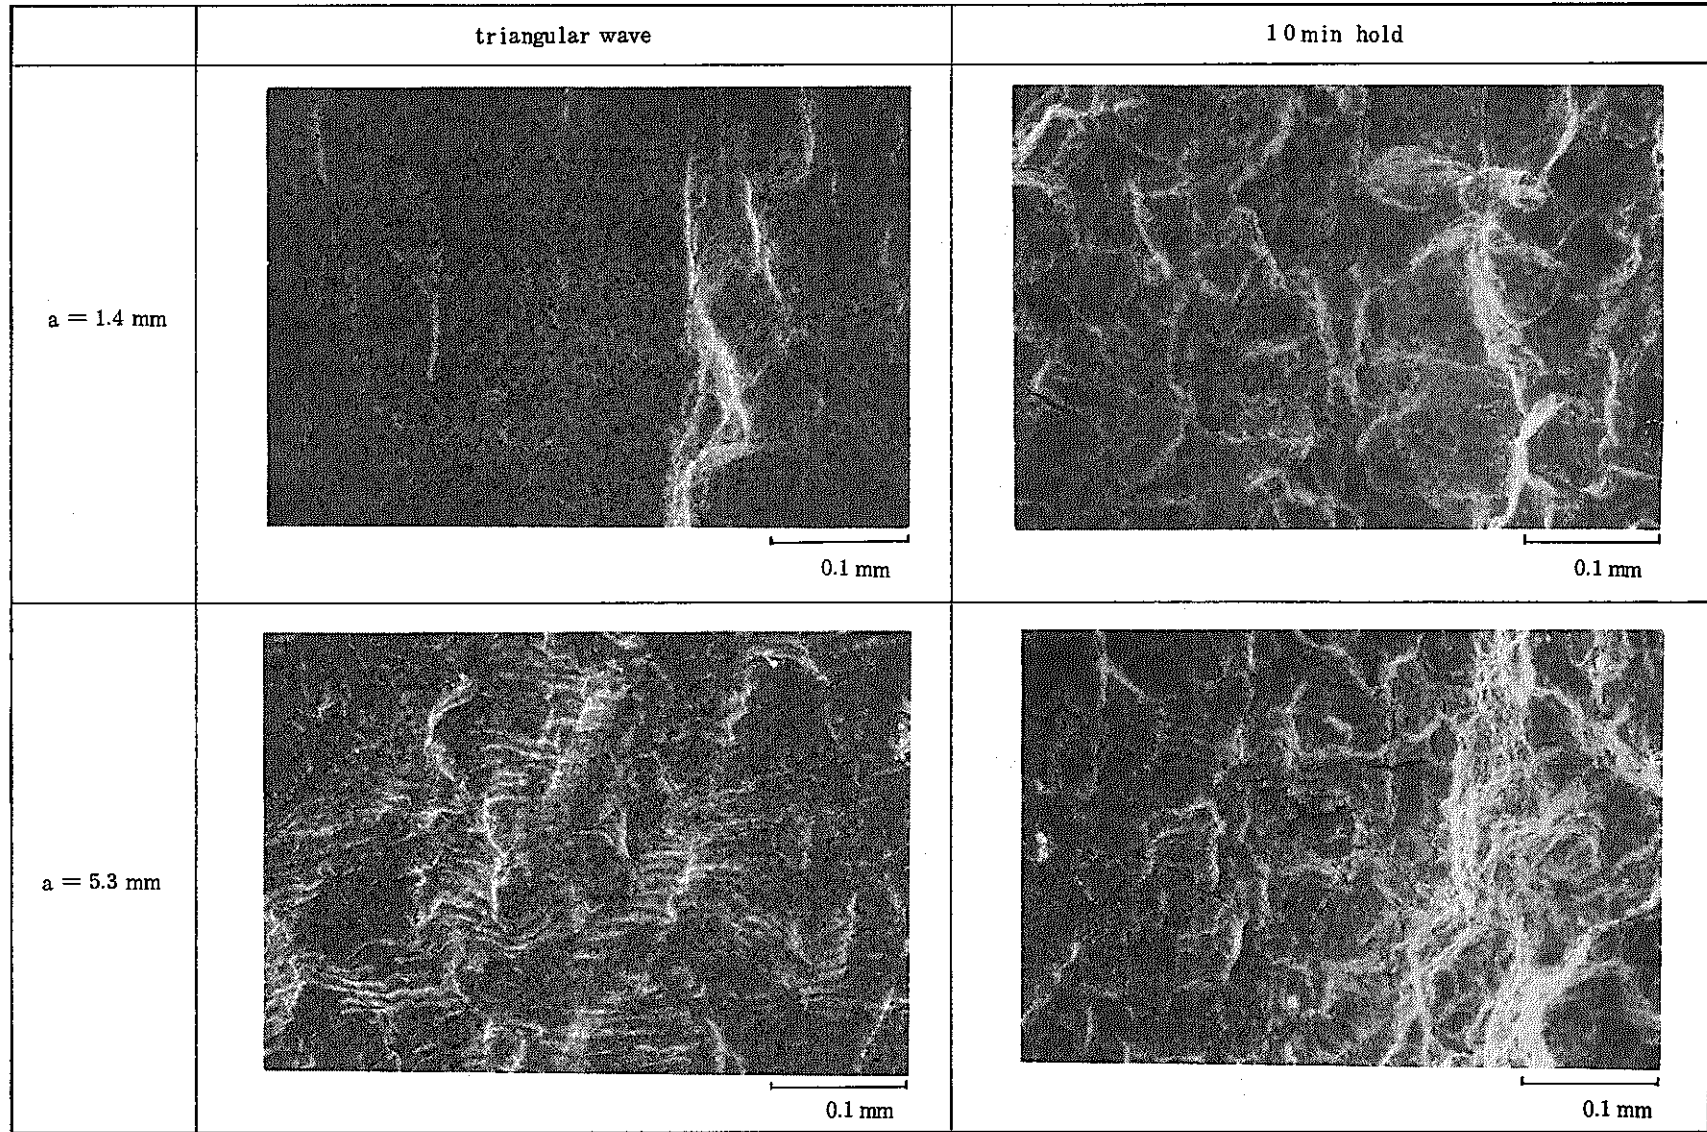 triangular wave
10min hold
a = 1.4 mm
0.1 mm
0.1 mm
a = 5.3 mm
0.1 mm
0.1 mm